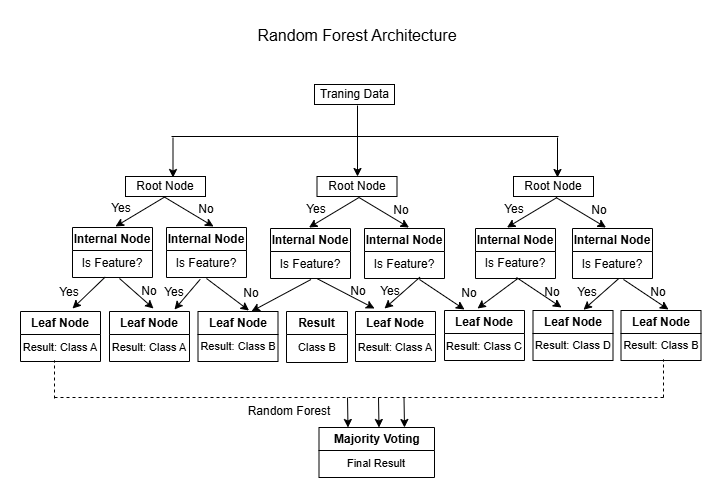 Random Forest Architecture
Traning Data
Root Node
Root Node
Root Node
Yes
No
Yes
No
Yes
No
Internal Node
Is Feature?
Internal Node
Is Feature?
Internal Node
Is Feature?
Internal Node
Is Feature?
Internal Node
Is Feature?
Internal Node
Is Feature?
Yes
No
Yes
No
No
Yes
No
No
Yes
No
Leaf Node
Result: Class A
Leaf Node
Result: Class A
Leaf Node
Result: Class B
Result
Class B
Leaf Node
Result: Class A
Leaf Node
Result: Class C
Leaf Node
Result: Class D
Leaf Node
Result: Class B
Random Forest
Majority Voting
Final Result